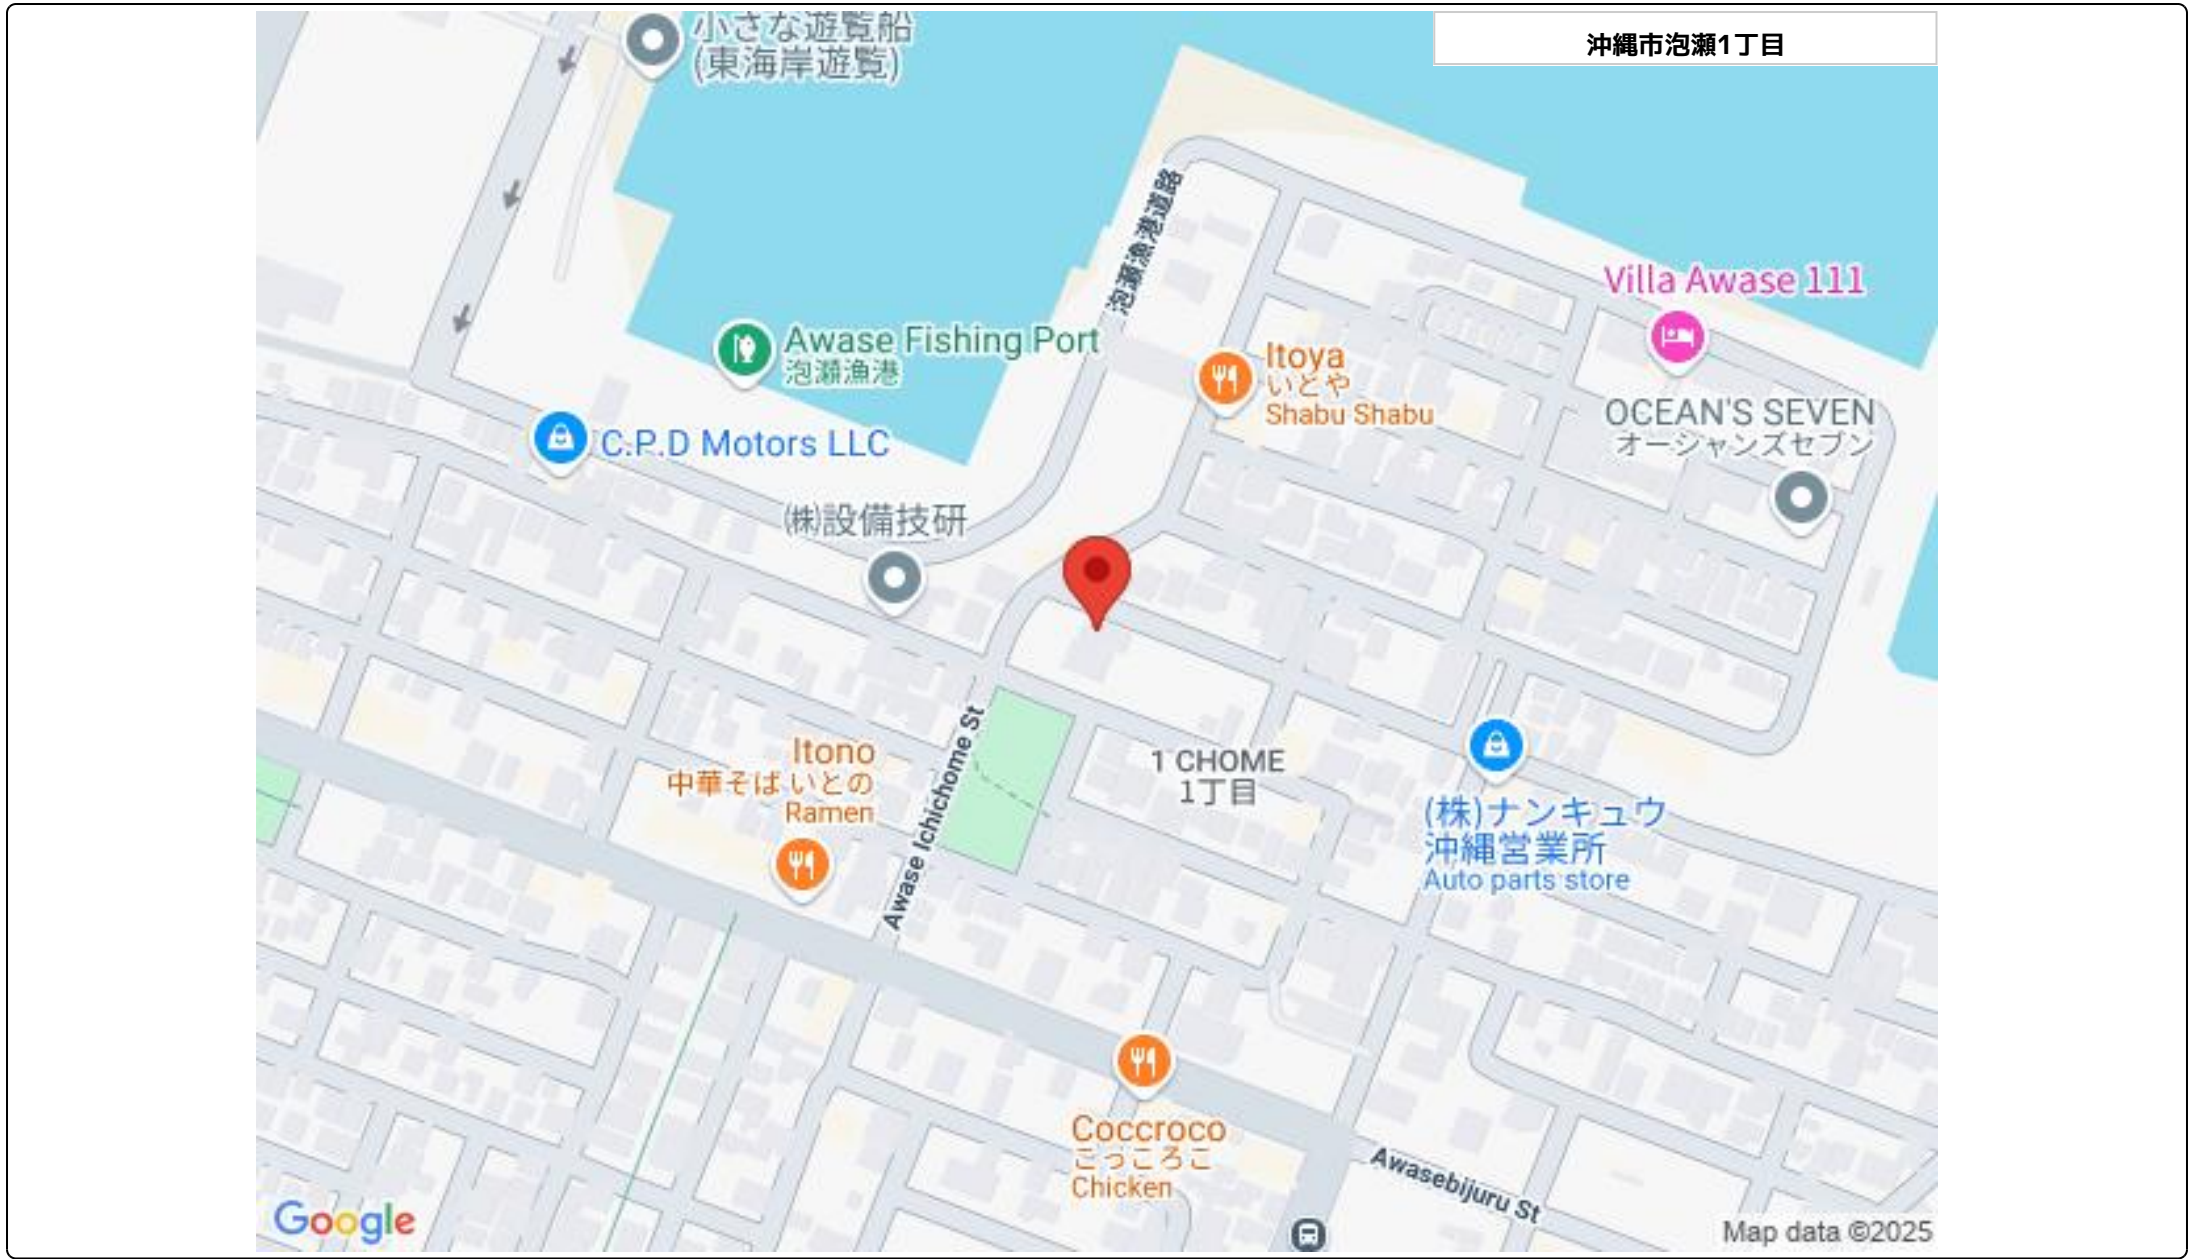 小さな遊覧船
(東海岸遊覧)
沖縄市泡瀬1丁目
泡瀬漁港道路
Villa Awase 111
Awase Fishing Port
泡瀬漁港
Itoya
いとや
Shabu Shabu
OCEAN'S SEVEN
オーシャンズセブン
C.P.D Motors LLC
㈱設備技研
Awase Ichichome St
Itono
中華そば いとの
Ramen
1 CHOME
1丁目
(株)ナンキュウ
沖縄営業所
Auto parts store
Coccroco
こっころこ
Chicken
Awasebijuru St
Google
Map data ©2025